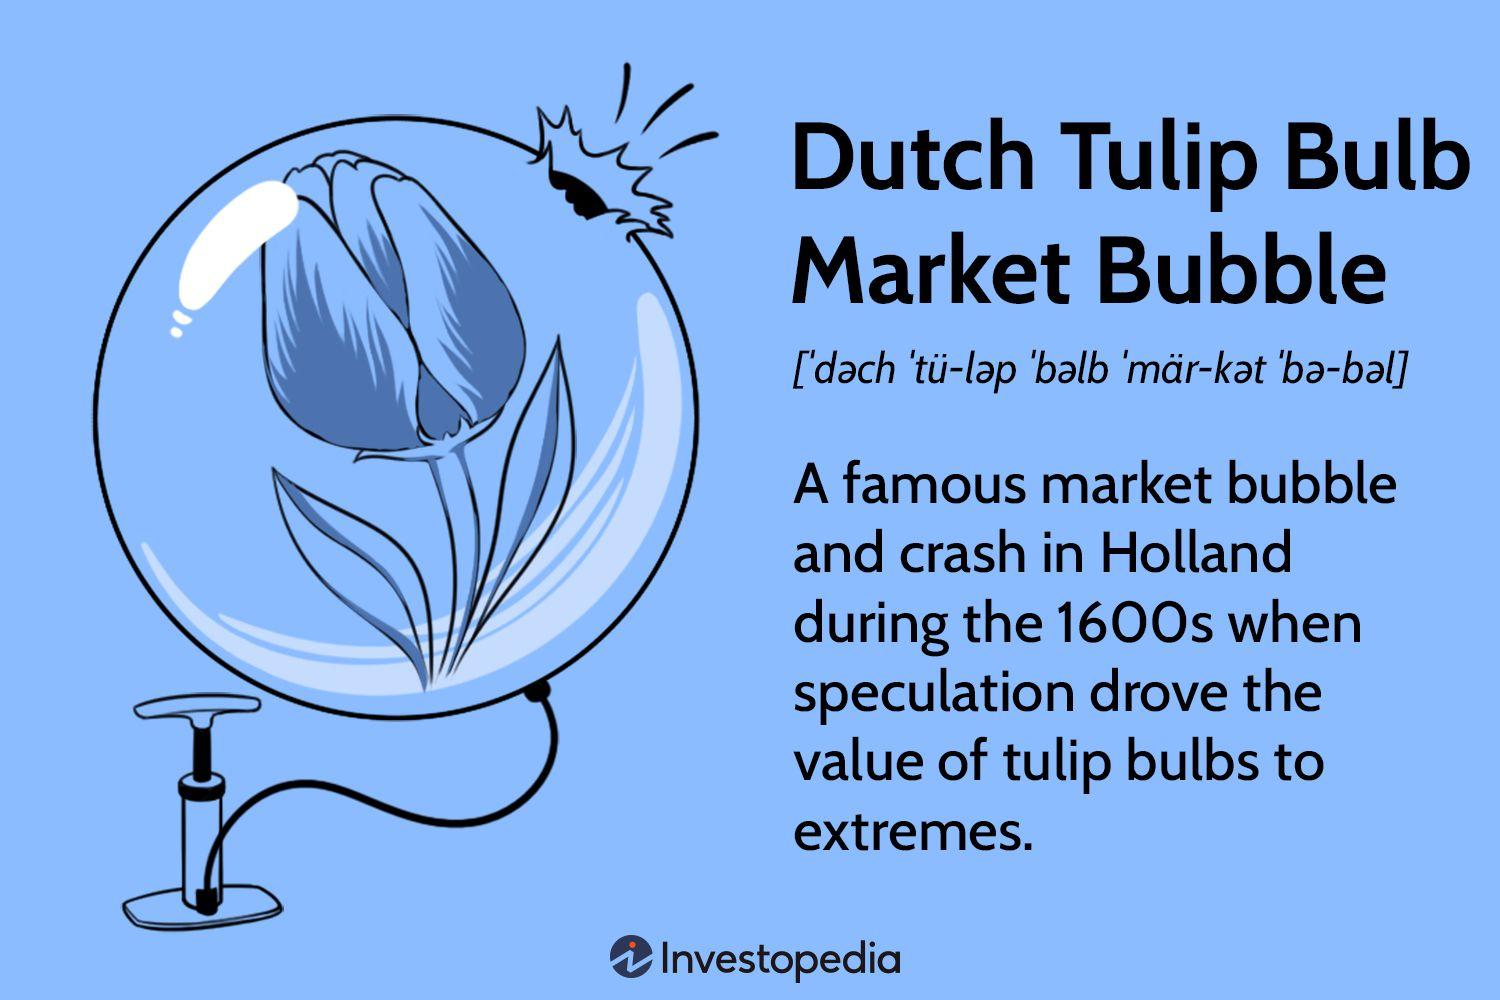 Dutch Tulip Bulb
Market Bubble
[ˈdəch ˈtü-ləp ˈbəlb ˈmär-kət ˈbə-bəl]
A famous market bubble
and crash in Holland
during the 1600s when
speculation drove the
value of tulip bulbs to
extremes.
Investopedia